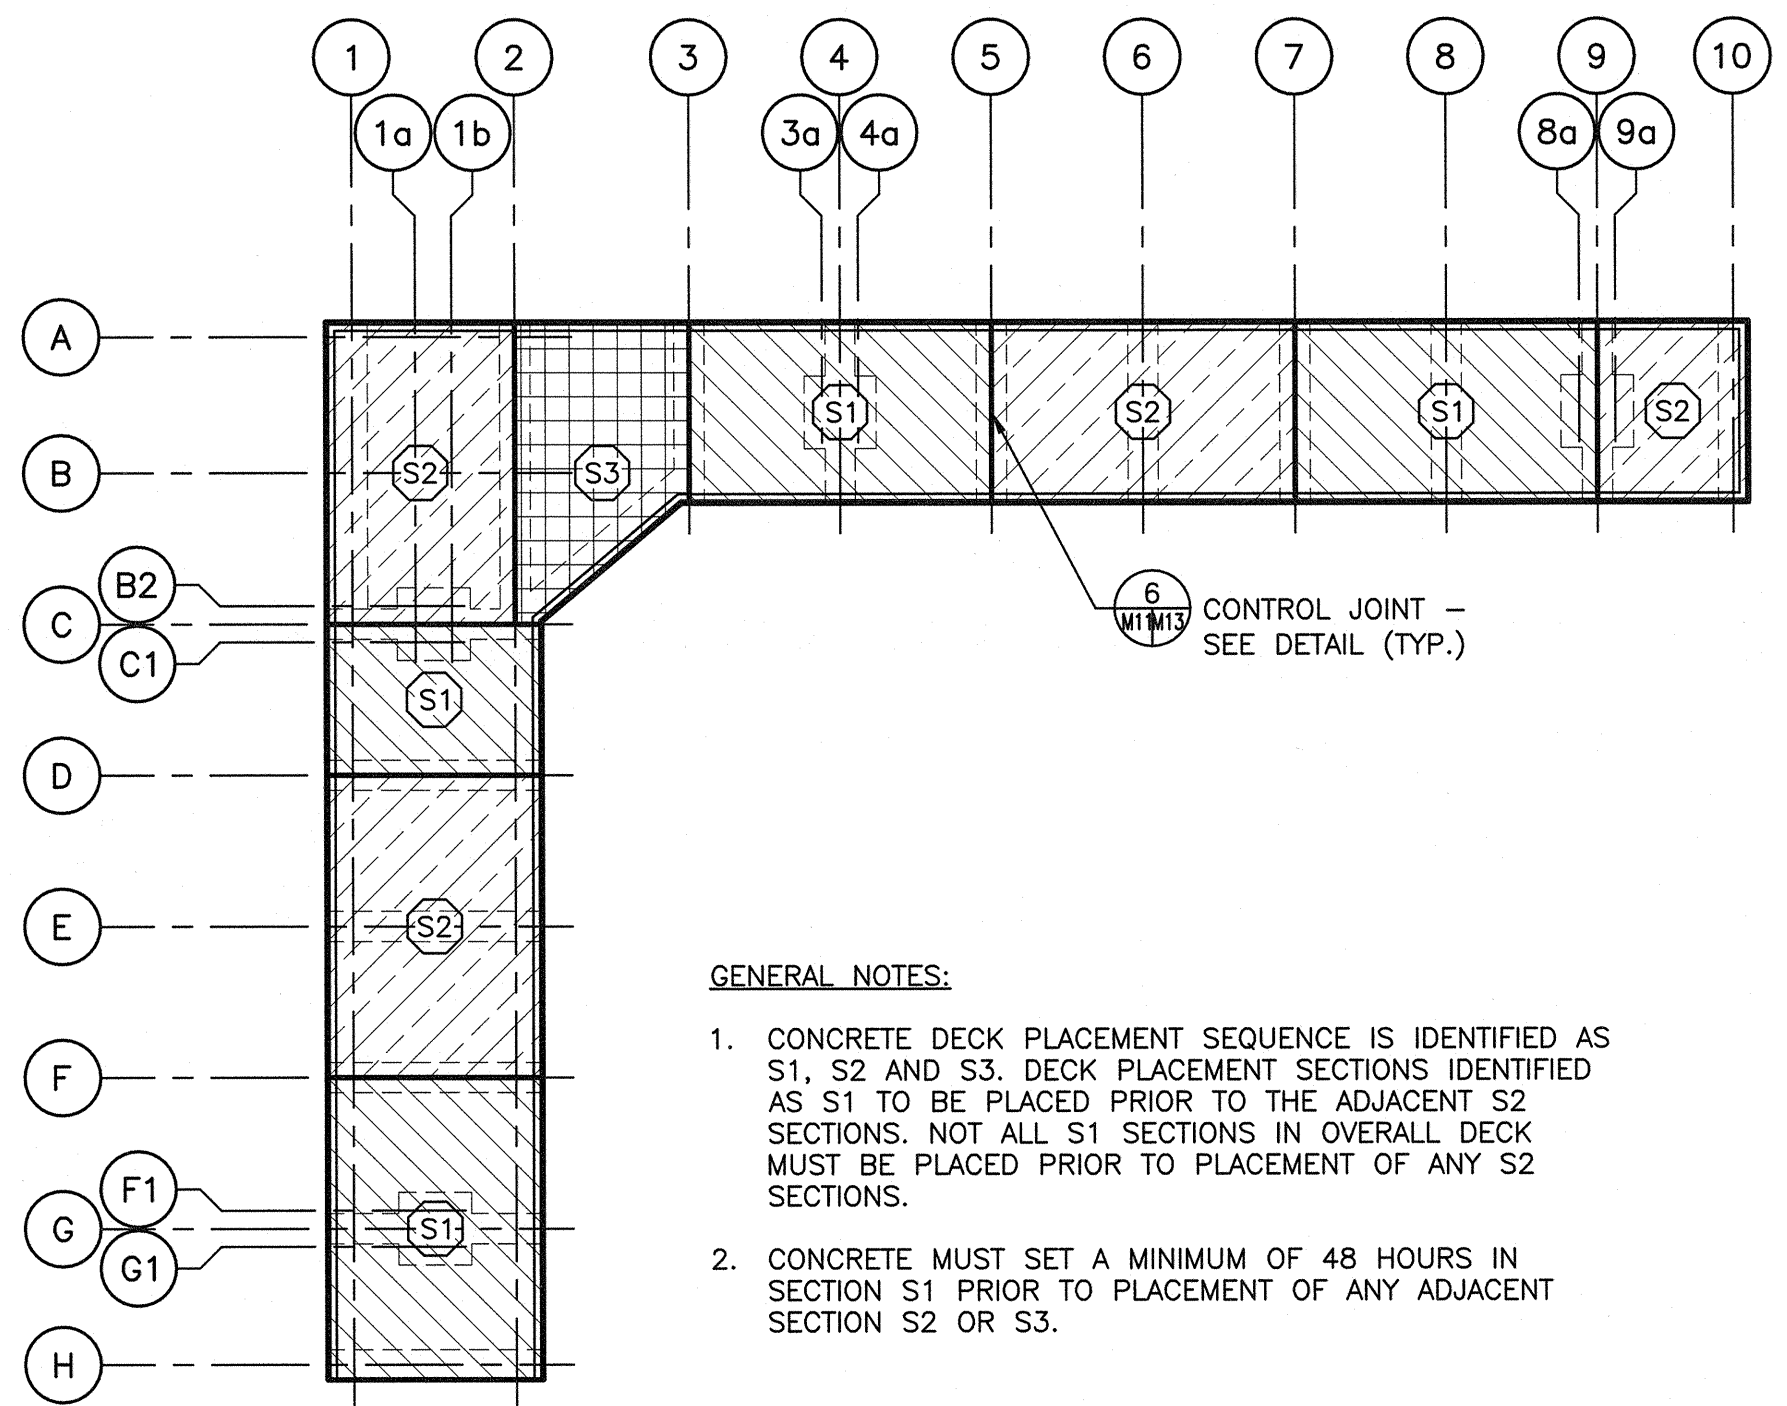 1 2 3 4 5 6 7 8 9 10
1a 1b 3a 4a 8a 9a
A
S1 S2 S1 S2
B
S2 S3
B2
C
C1
6
M11 M13
CONTROL JOINT –
SEE DETAIL (TYP.)
S1
D
E
S2
GENERAL NOTES:
1. CONCRETE DECK PLACEMENT SEQUENCE IS IDENTIFIED AS
S1, S2 AND S3. DECK PLACEMENT SECTIONS IDENTIFIED
AS S1 TO BE PLACED PRIOR TO THE ADJACENT S2
SECTIONS. NOT ALL S1 SECTIONS IN OVERALL DECK
MUST BE PLACED PRIOR TO PLACEMENT OF ANY S2
SECTIONS.
F
F1
G
S1
G1
2. CONCRETE MUST SET A MINIMUM OF 48 HOURS IN
SECTION S1 PRIOR TO PLACEMENT OF ANY ADJACENT
SECTION S2 OR S3.
H